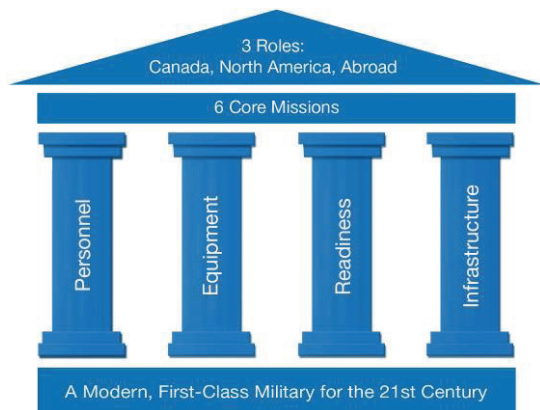 3 Roles:
Canada, North America, Abroad
6 Core Missions
Personnel
Equipment
Readiness
Infrastructure
A Modern, First-Class Military for the 21st Century